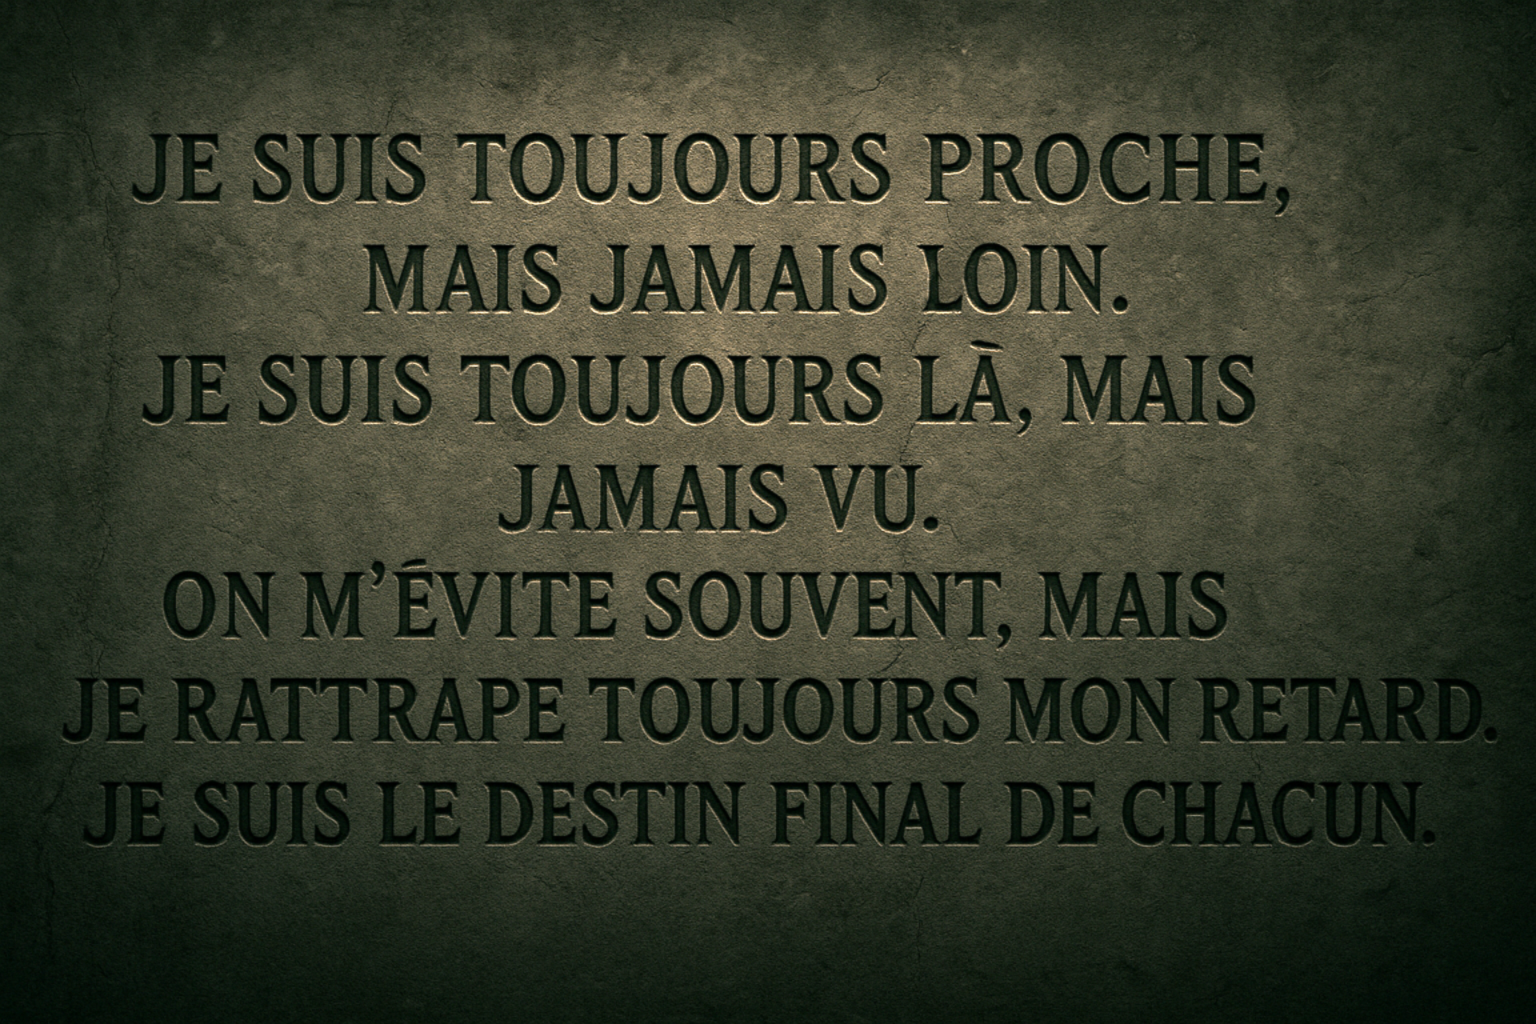 JE SUIS TOUJOURS PROCHE,
MAIS JAMAIS LOIN.
JE SUIS TOUJOURS LÀ, MAIS
JAMAIS VU.
ON M’ÉVITE SOUVENT, MAIS
JE RATTRAPE TOUJOURS MON RETARD.
JE SUIS LE DESTIN FINAL DE CHACUN.